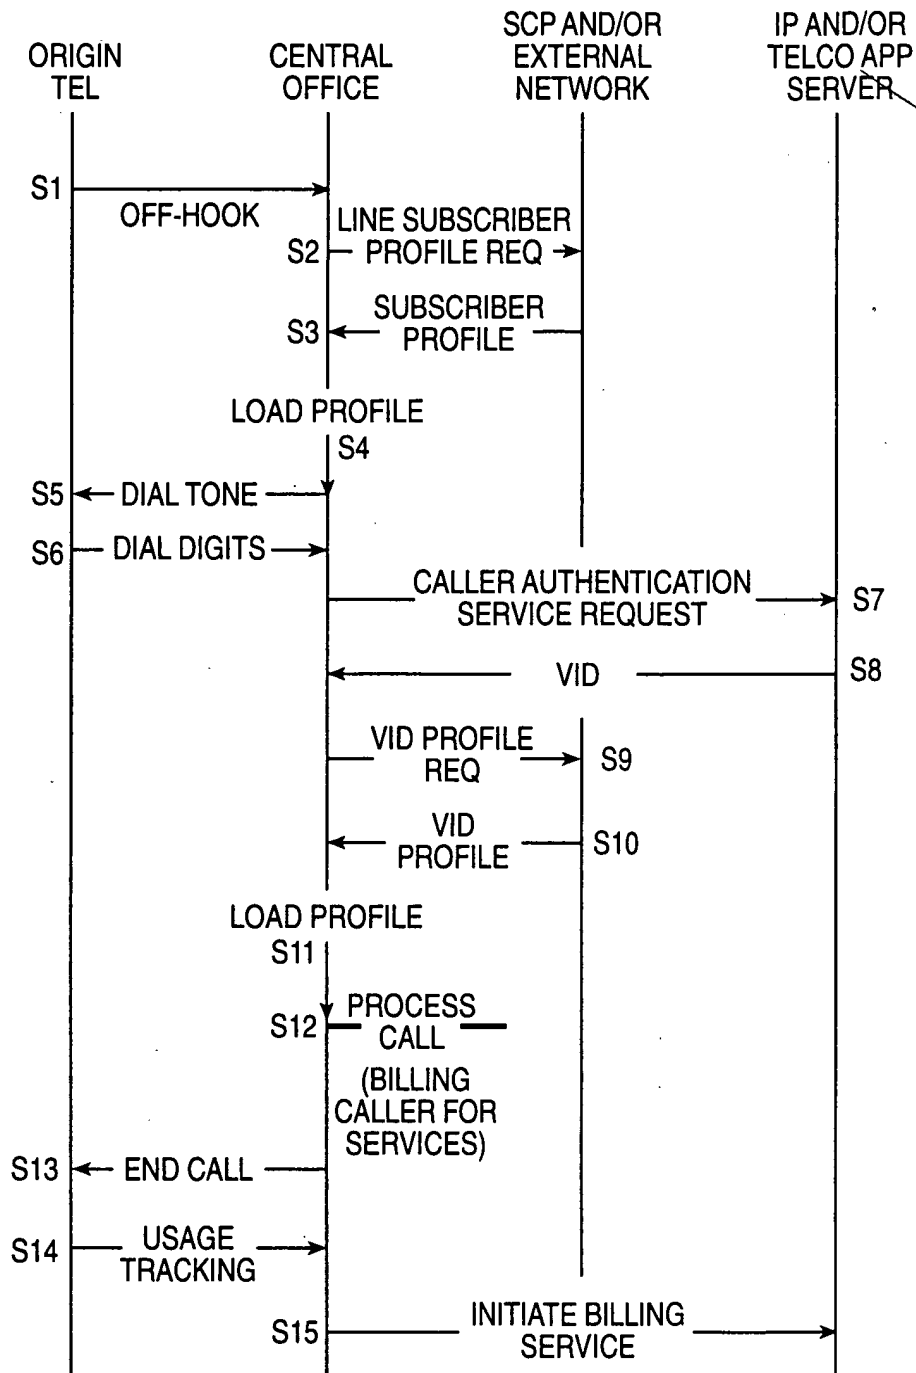 ORIGIN
TEL
CENTRAL
OFFICE
SCP AND/OR
EXTERNAL
NETWORK
IP AND/OR
TELCO APP
SERVER
S1
OFF-HOOK
S2
LINE SUBSCRIBER
PROFILE REQ
S3
SUBSCRIBER
PROFILE
LOAD PROFILE
S4
S5
DIAL TONE
S6
DIAL DIGITS
CALLER AUTHENTICATION
SERVICE REQUEST
S7
VID
S8
VID PROFILE
REQ
S9
VID
PROFILE
S10
LOAD PROFILE
S11
S12
PROCESS
CALL
(BILLING
CALLER FOR
SERVICES)
S13
END CALL
S14
USAGE
TRACKING
S15
INITIATE BILLING
SERVICE